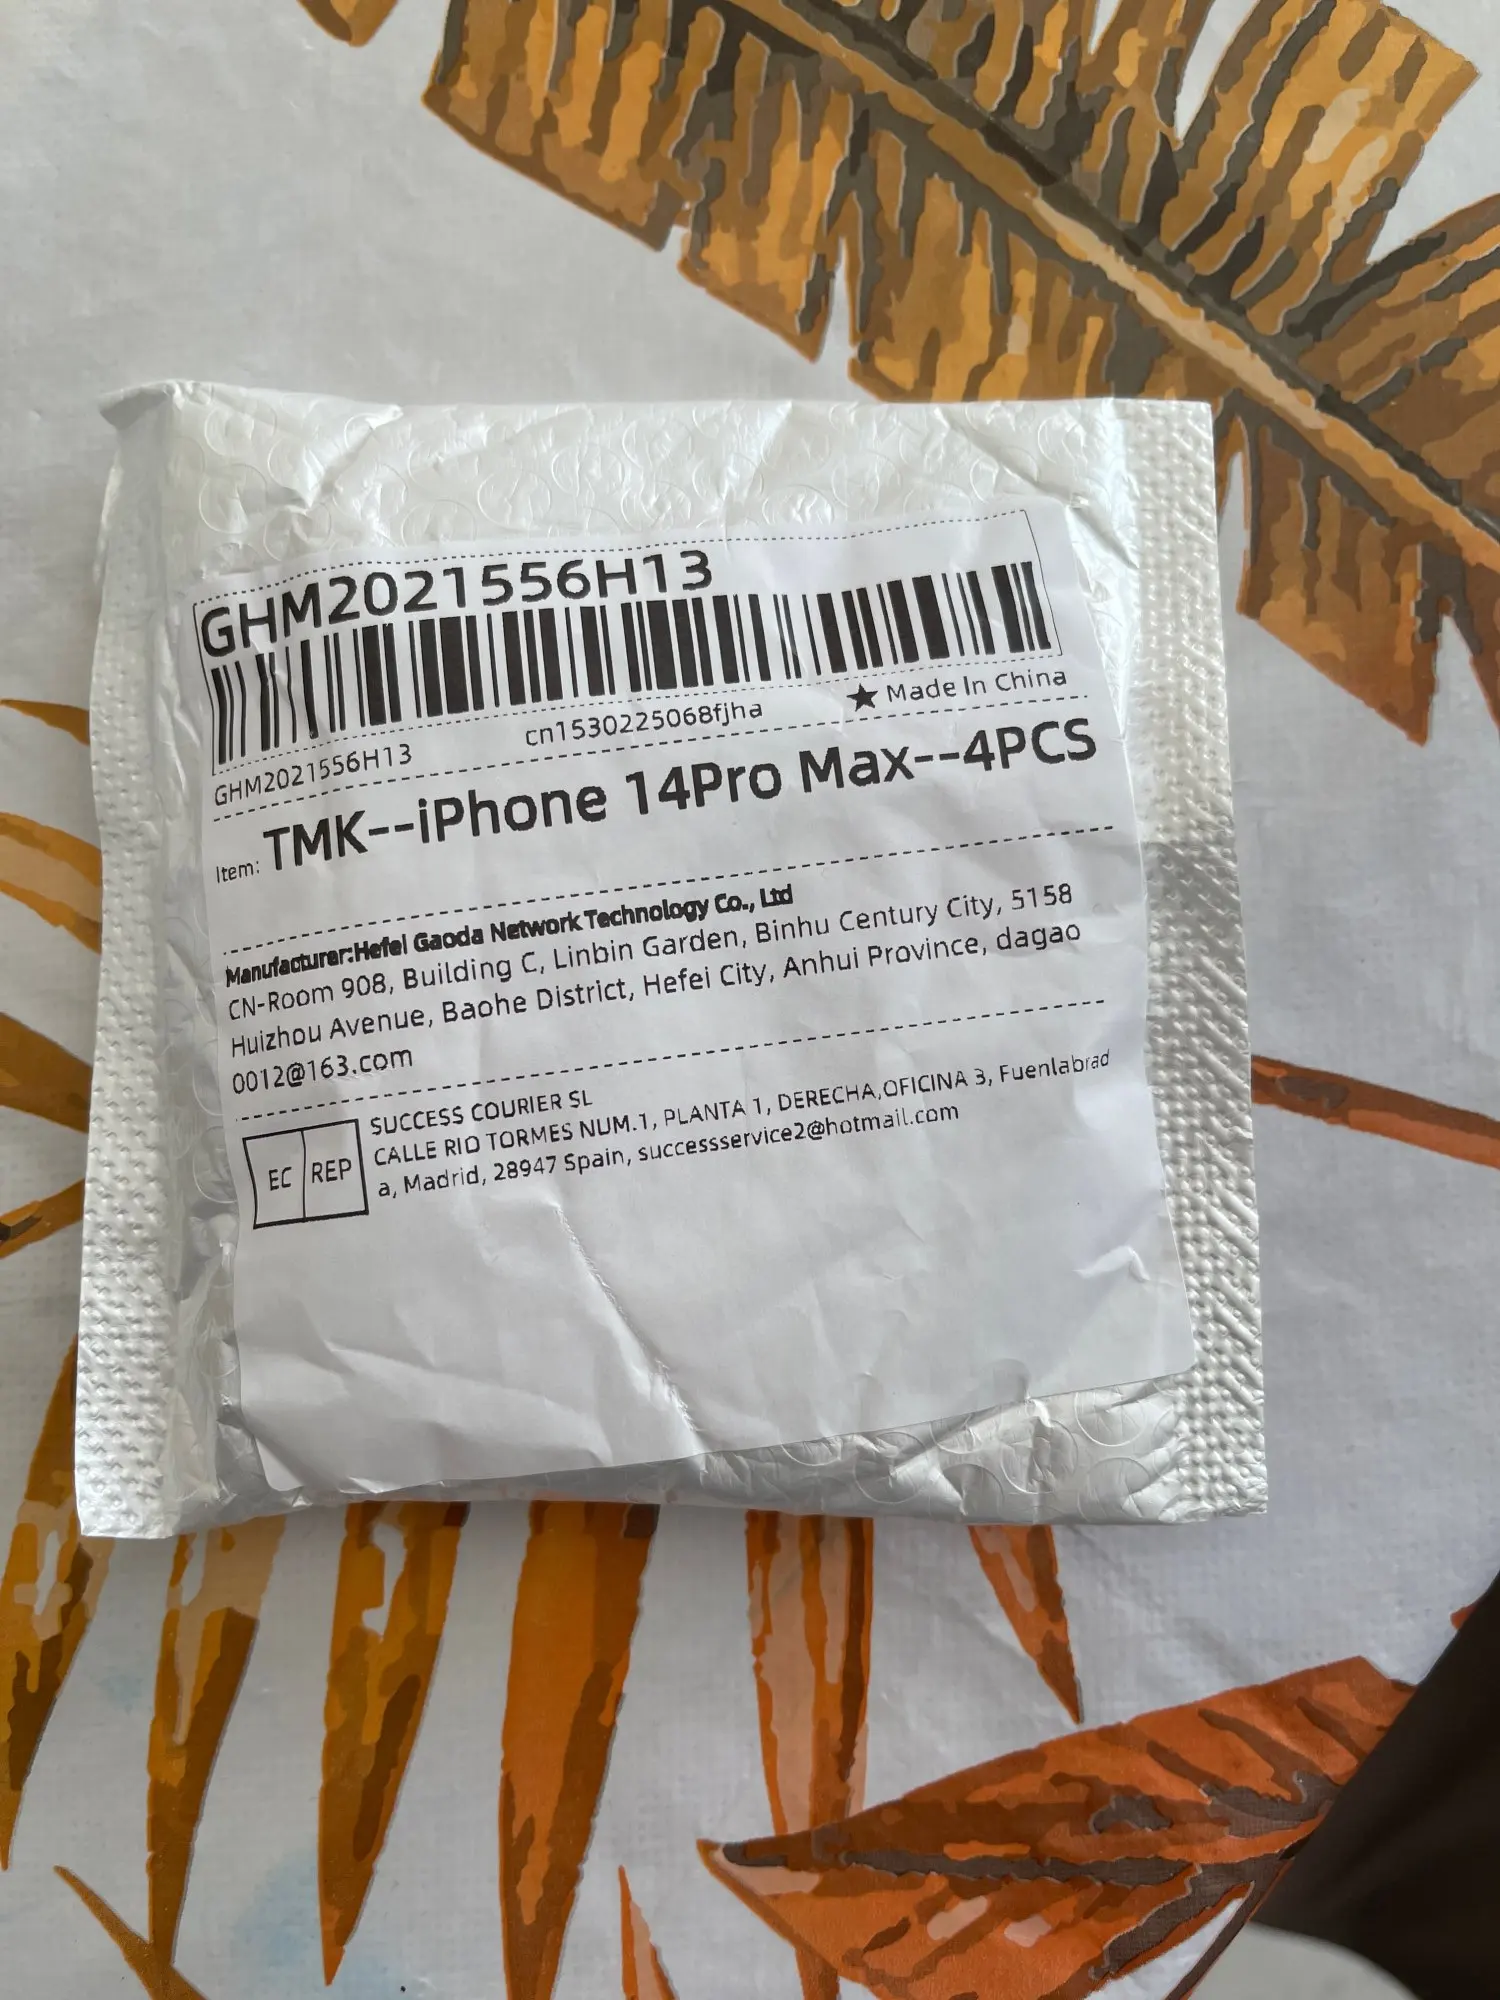 GHM2021556H13
GHM2021556H13 cn1530225068fjha ★ Made In China
Item: TMK--iPhone 14Pro Max--4PCS
Manufacturer:Hefei Gaoda Network Technology Co., Ltd
CN-Room 908, Building C, Linbin Garden, Binhu Century City, 5158
Huizhou Avenue, Baohe District, Hefei City, Anhui Province, dagao
0012@163.com
EC REP
SUCCESS COURIER SL
CALLE RIO TORMES NUM.1, PLANTA 1, DERECHA,OFICINA 3, Fuenlabrad
a, Madrid, 28947 Spain, successservice2@hotmail.com